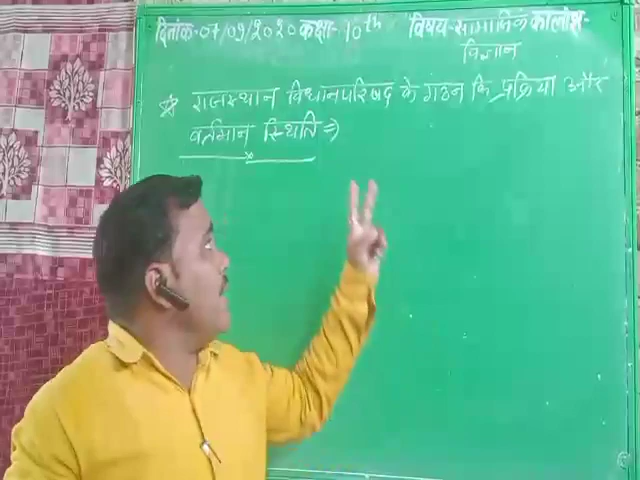 दिनांक-07/09/2020 कक्षा- 10th विषय-सामाजिक कालांश-
विज्ञान
☆ राजस्थान विधानपरिषद के गठन कि प्रक्रिया और
वर्तमान स्थिति ⇒